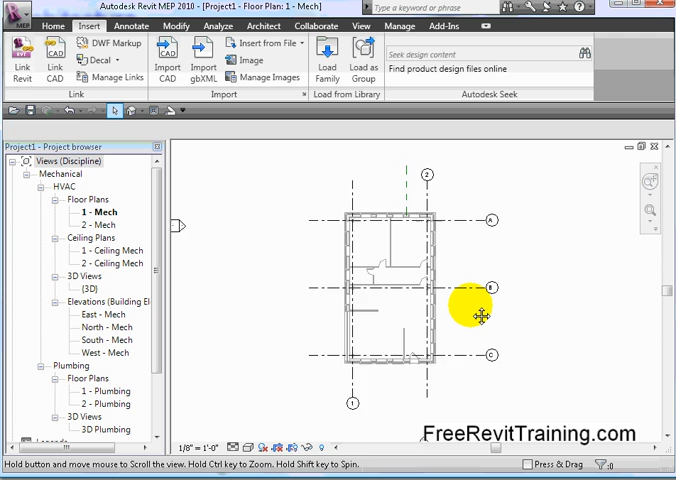 Autodesk Revit MEP 2010 - [Project1 - Floor Plan: 1 - Mech]
Type a keyword or phrase
MEP
Home Insert Annotate Modify Analyze Architect Collaborate View Manage Add-Ins
Link Revit
Link CAD
DWF Markup
Decal
Manage Links
Link
Import CAD
Import gbXML
Insert from File
Image
Manage Images
Import
Load Family
Load as Group
Load from Library
Seek design content
Find product design files online
Autodesk Seek
Project1 - Project browser
Views (Discipline)
Mechanical
HVAC
Floor Plans
1 - Mech
2 - Mech
Ceiling Plans
1 - Ceiling Mech
2 - Ceiling Mech
3D Views
{3D}
Elevations (Building El
East - Mech
North - Mech
South - Mech
West - Mech
Plumbing
Floor Plans
1 - Plumbing
2 - Plumbing
3D Views
3D Plumbing
2
A
B
C
1
1/8" = 1'-0"
FreeRevitTraining.com
Hold button and move mouse to Scroll the view. Hold Ctrl key to Zoom. Hold Shift key to Spin.
Press & Drag
:0